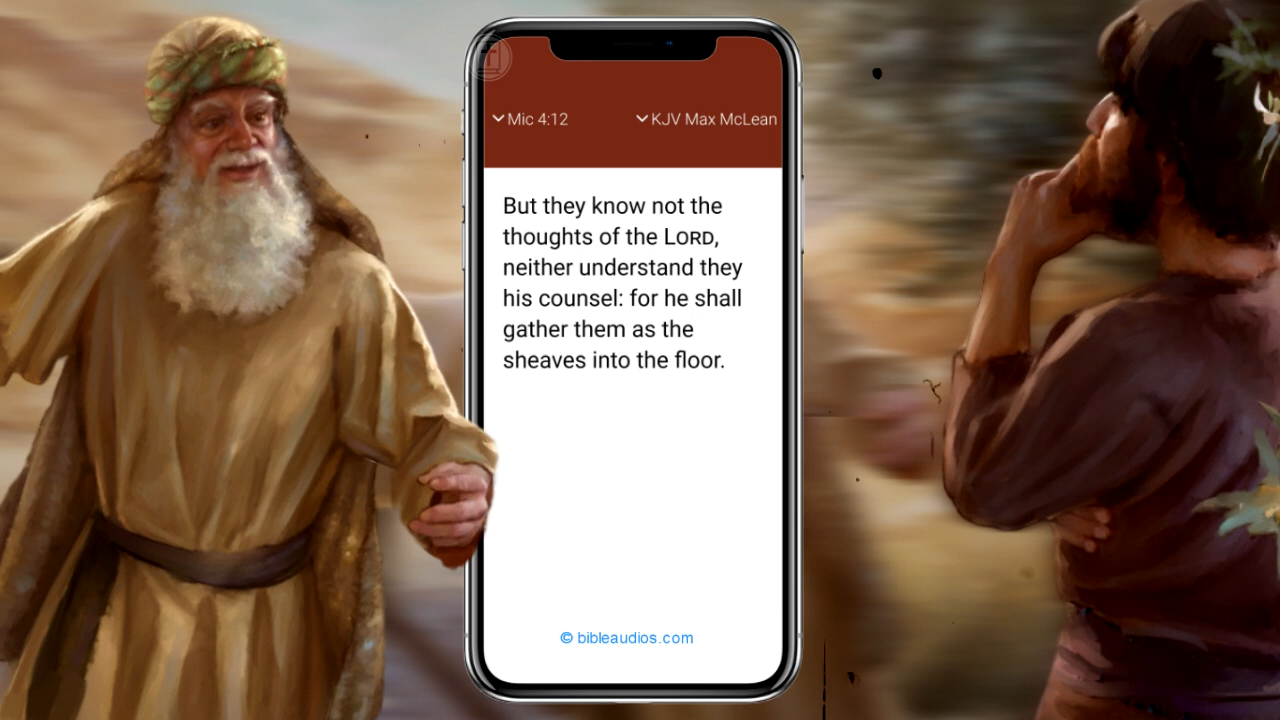 Mic 4:12 KJV Max McLean
But they know not the
thoughts of the LORD,
neither understand they
his counsel: for he shall
gather them as the
sheaves into the floor.
© bibleaudios.com